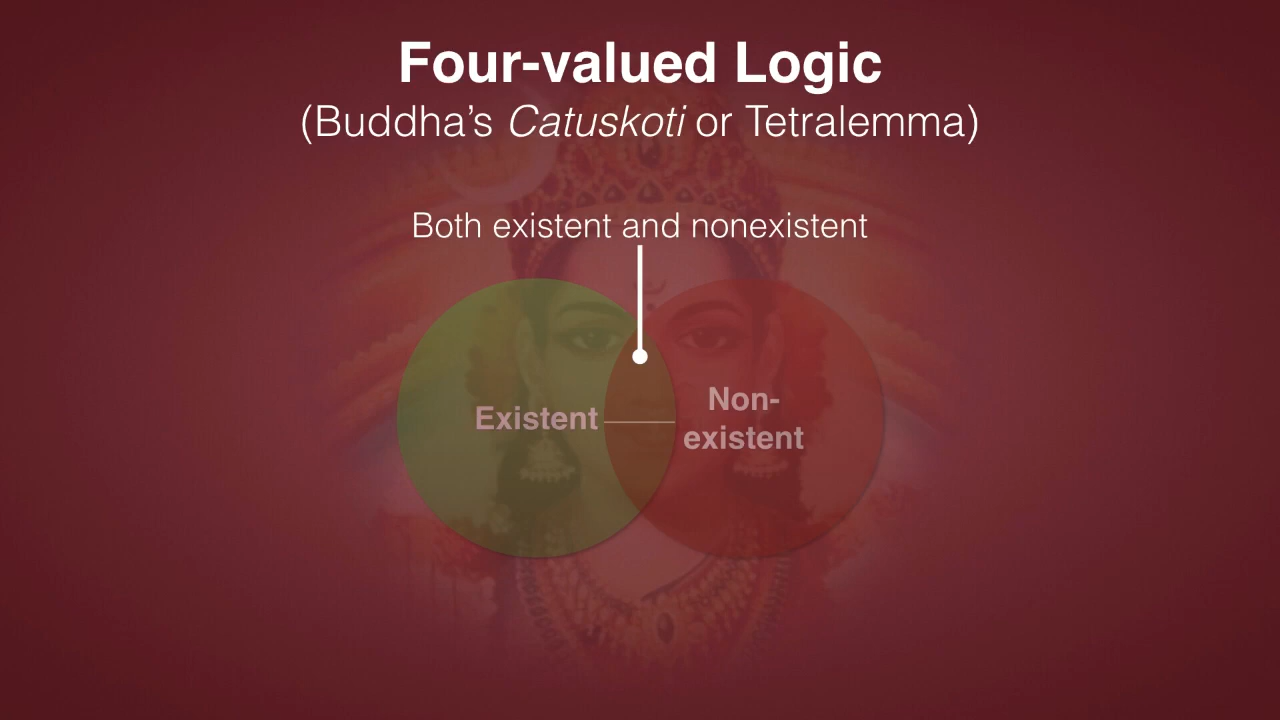 Four-valued Logic
(Buddha’s Catuskoti or Tetralemma)
Both existent and nonexistent
Existent
Non-
existent